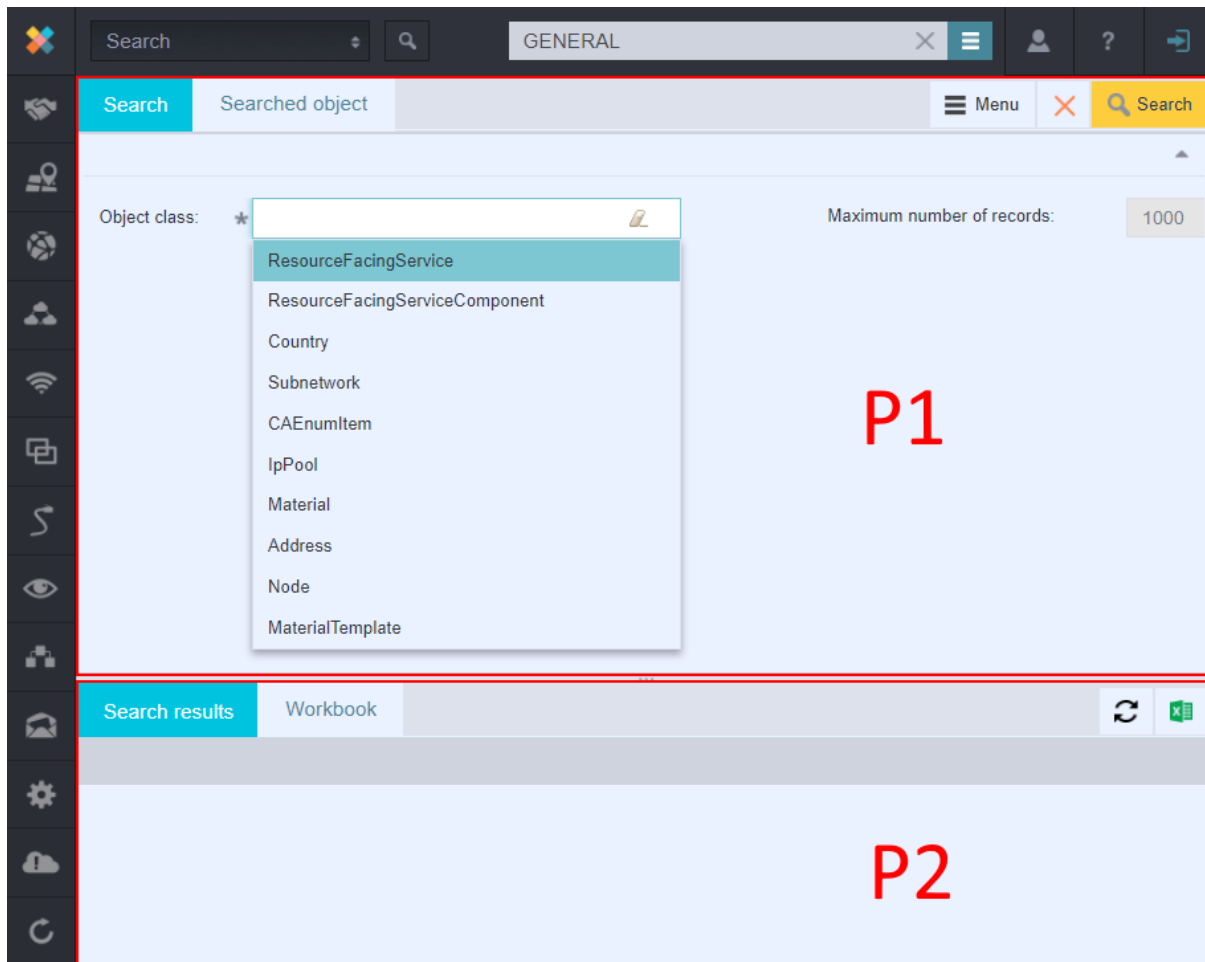 Search
GENERAL
?
Search
Searched object
Menu
Search
Object class: *
Maximum number of records:
1000
ResourceFacingService
ResourceFacingServiceComponent
Country
Subnetwork
CAEnumItem
IpPool
Material
Address
Node
MaterialTemplate
P1
Search results
Workbook
P2